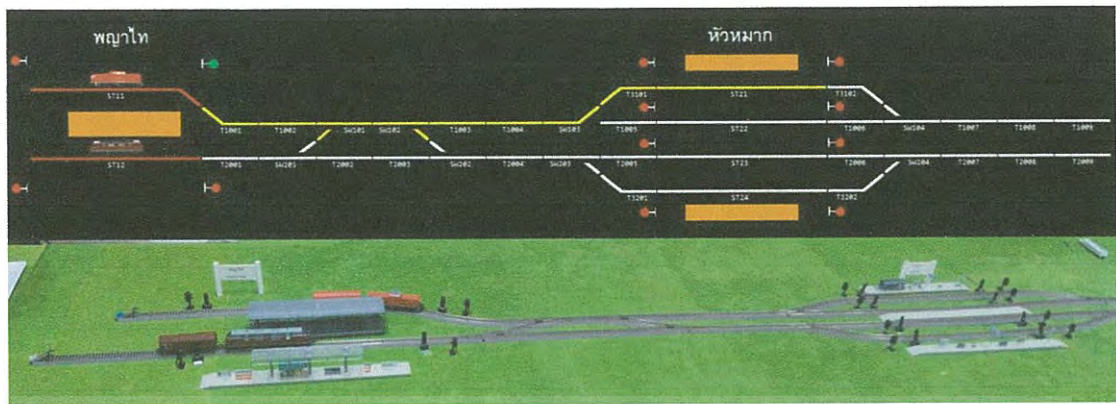 พญาไท หัวหมาก
ST11 T3101 ST21 T3102
T1001 T1002 SW101 SW102 T1003 T1004 SW103 T1005 ST22 T1006 SW104 T1007 T1008 T1009
ST12 T2001 SW201 T2002 T2003 SW202 T2004 SW203 T2005 ST23 T2006 SW204 T2007 T2008 T2009
T3201 ST24 T3202